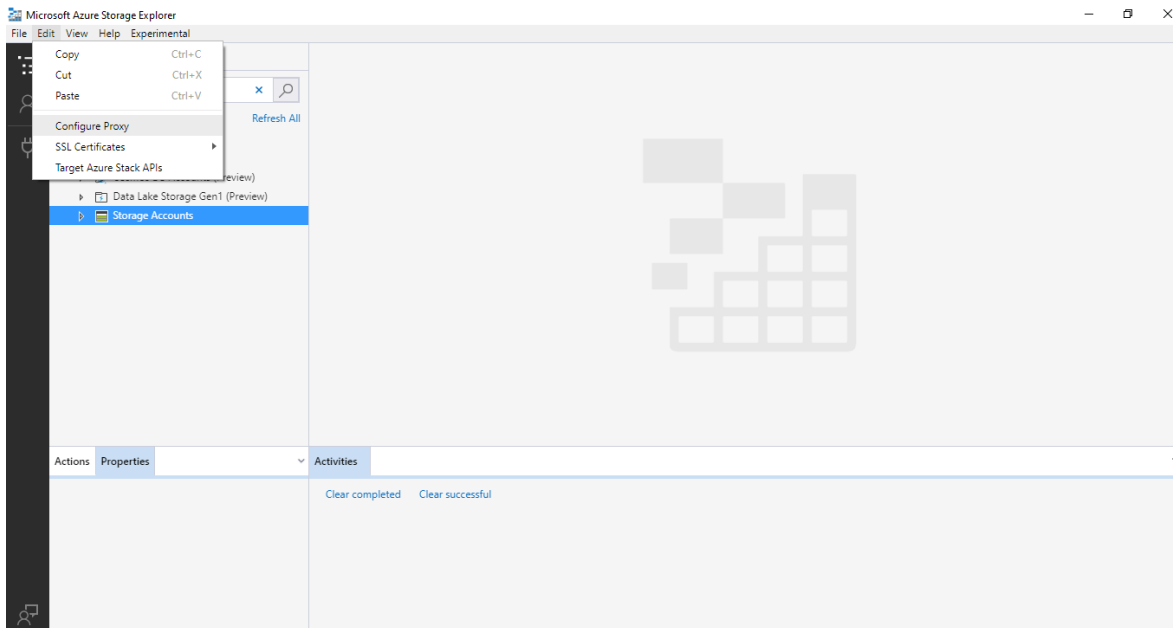 Microsoft Azure Storage Explorer
File Edit View Help Experimental
Copy Ctrl+C
Cut Ctrl+X
Paste Ctrl+V
Refresh All
Configure Proxy
SSL Certificates
Target Azure Stack APIs
Data Lake Storage Gen1 (Preview)
Storage Accounts
Actions Properties Activities
Clear completed Clear successful